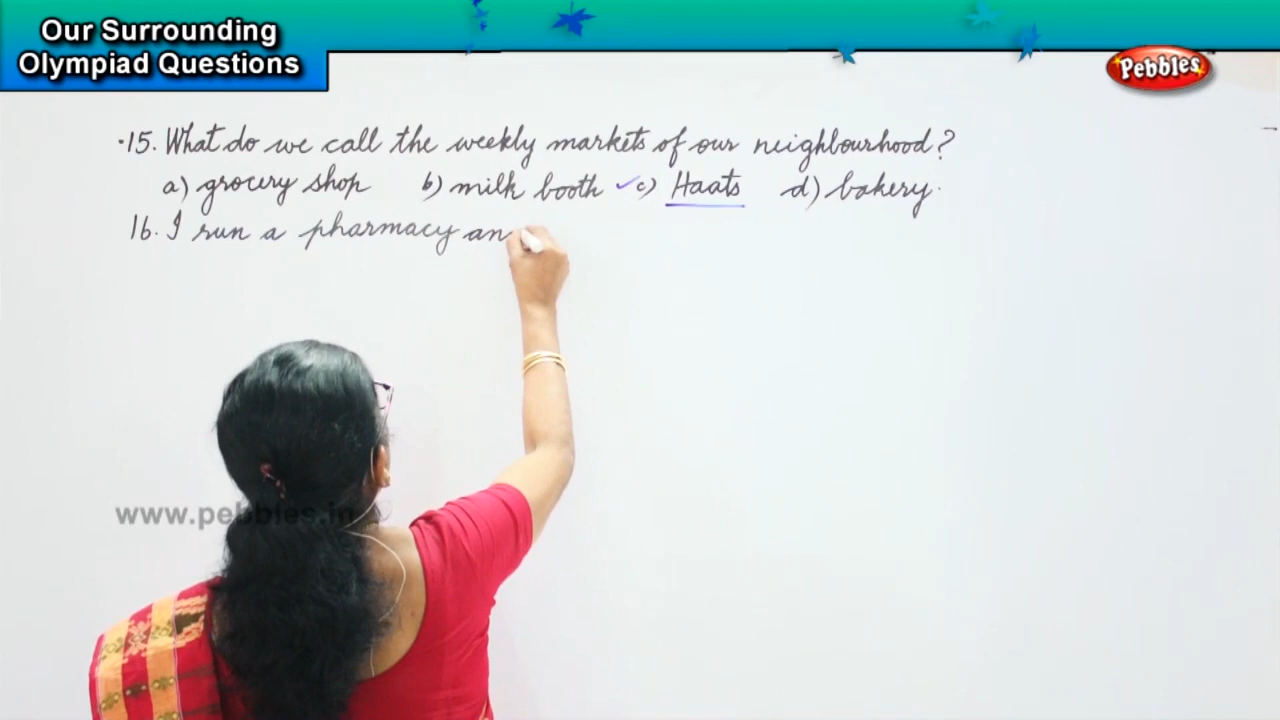 Our Surrounding
Olympiad Questions
Pebbles
15. What do we call the weekly markets of our neighbourhood?
a) grocery shop b) milk booth c) Haats d) bakery.
16. I run a pharmacy an
www.pebbles.in